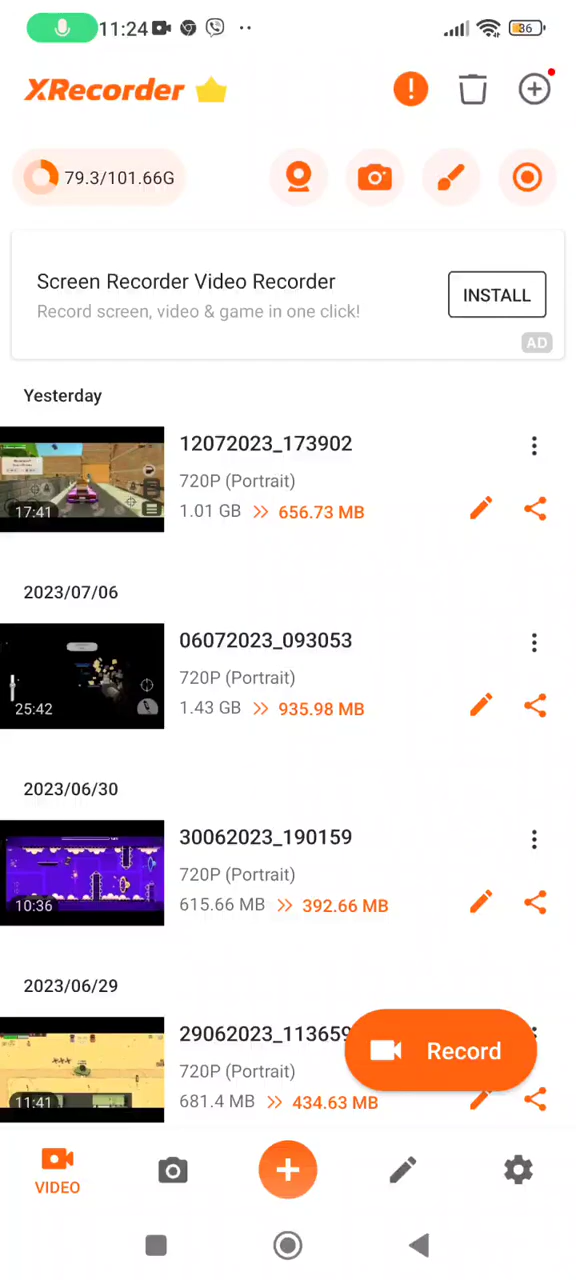 11:24
36
XRecorder
79.3/101.66G
Screen Recorder Video Recorder
INSTALL
Record screen, video & game in one click!
AD
Yesterday
12072023_173902
720P (Portrait)
17:41
1.01 GB >> 656.73 MB
2023/07/06
06072023_093053
720P (Portrait)
25:42
1.43 GB >> 935.98 MB
2023/06/30
30062023_190159
720P (Portrait)
10:36
615.66 MB >> 392.66 MB
2023/06/29
29062023_113659
Record
720P (Portrait)
11:41
681.4 MB >> 434.63 MB
VIDEO